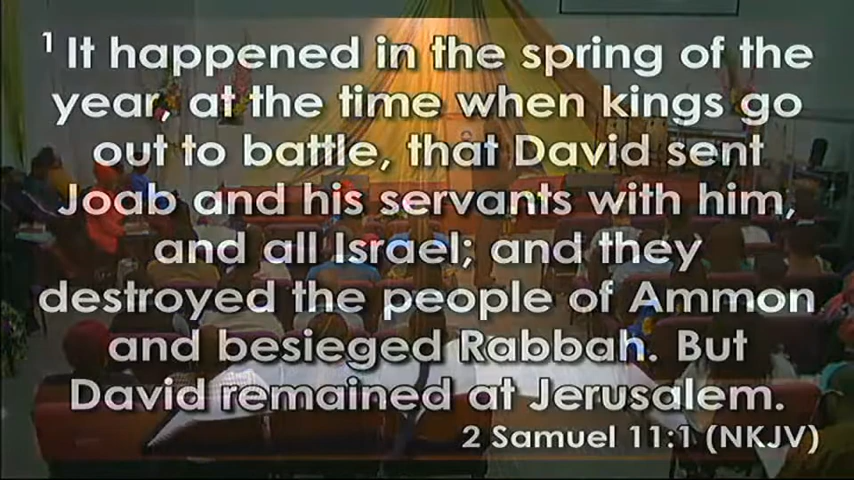 1 It happened in the spring of the
year, at the time when kings go
out to battle, that David sent
Joab and his servants with him,
and all Israel; and they
destroyed the people of Ammon
and besieged Rabbah. But
David remained at Jerusalem.
2 Samuel 11:1 (NKJV)